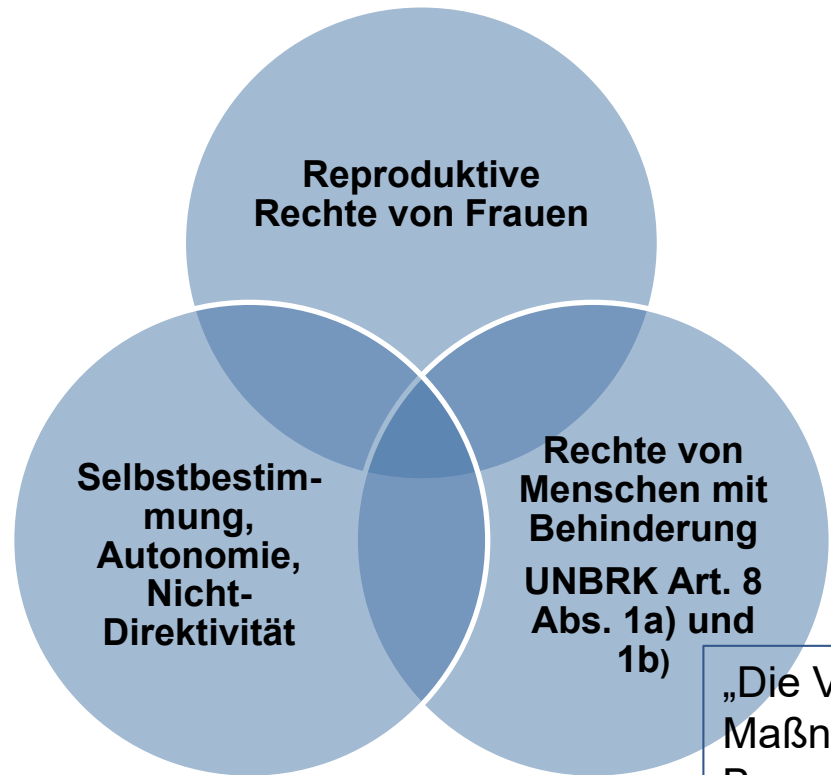 Reproduktive
Rechte von Frauen
Selbstbestim-
mung,
Autonomie,
Nicht-
Direktivität
Rechte von
Menschen mit
Behinderung
UNBRK Art. 8
Abs. 1a) und
1b)
„Die